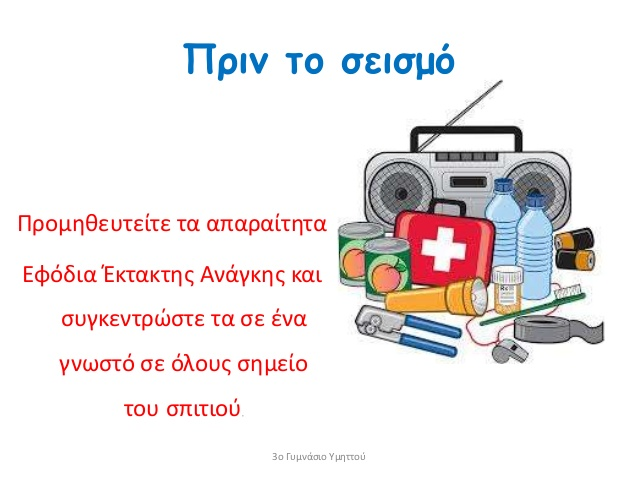 Πριν το σεισμό
Προμηθευτείτε τα απαραίτητα
Εφόδια Έκτακτης Ανάγκης και
συγκεντρώστε τα σε ένα
γνωστό σε όλους σημείο
του σπιτιού.
3ο Γυμνάσιο Υμηττού